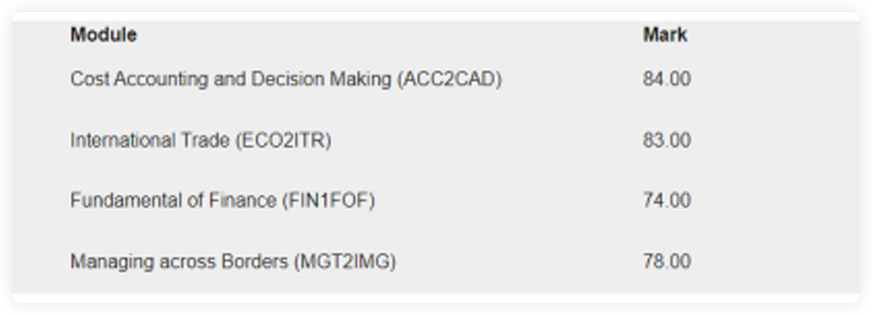 Module Mark
Cost Accounting and Decision Making (ACC2CAD) 84.00
International Trade (ECO2ITR) 83.00
Fundamental of Finance (FIN1FOF) 74.00
Managing across Borders (MGT2IMG) 78.00